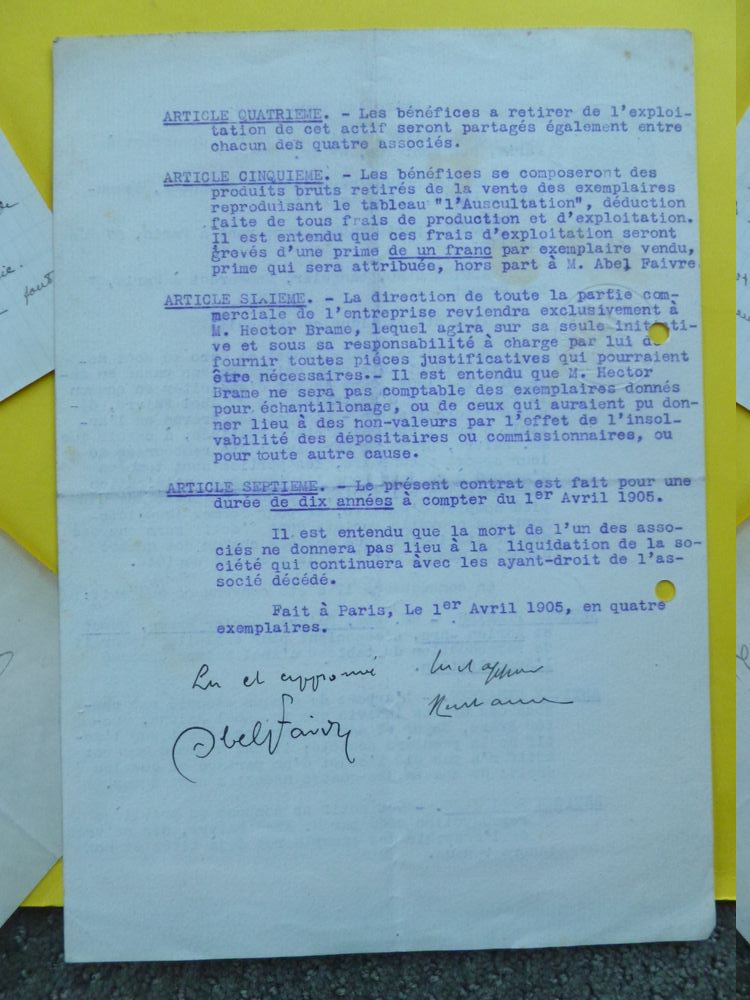 ARTICLE QUATRIEME. - Les bénéfices a retirer de l'exploi-
tation de cet actif seront partagés également entre
chacun des quatre associés.
ARTICLE CINQUIEME. - Les bénéfices se composeront des
produits bruts retirés de la vente des exemplaires
reproduisant le tableau "l'Auscultation", déduction
faite de tous frais de production et d'exploitation.
Il est entendu que ces frais d'exploitation seront
grevés d'une prime de un franc par exemplaire vendu,
prime qui sera attribuée, hors part à M. Abel Faivre
ARTICLE SIXIEME. - La direction de toute la partie com-
merciale de l'entreprise reviendra exclusivement à
M. Hector Brame, lequel agira sur sa seule initiati-
ve et sous sa responsabilité à charge par lui de
fournir toutes pièces justificatives qui pourraient
être nécessaires.- Il est entendu que M. Hector
Brame ne sera pas comptable des exemplaires donnés
pour échantillonage, ou de ceux qui auraient pu don-
ner lieu à des non-valeurs par l'effet de l'insol-
vabilité des dépositaires ou commissionnaires, ou
pour toute autre cause.
ARTICLE SEPTIEME. - Le présent contrat est fait pour une
durée de dix années à compter du 1er Avril 1905.
Il est entendu que la mort de l'un des asso-
ciés ne donnera pas lieu à la liquidation de la so-
ciété qui continuera àvec les ayant-droit de l'as-
socié décédé.
Fait à Paris, Le 1er Avril 1905, en quatre
exemplaires.
Lu et approuvé
Abel Faivre